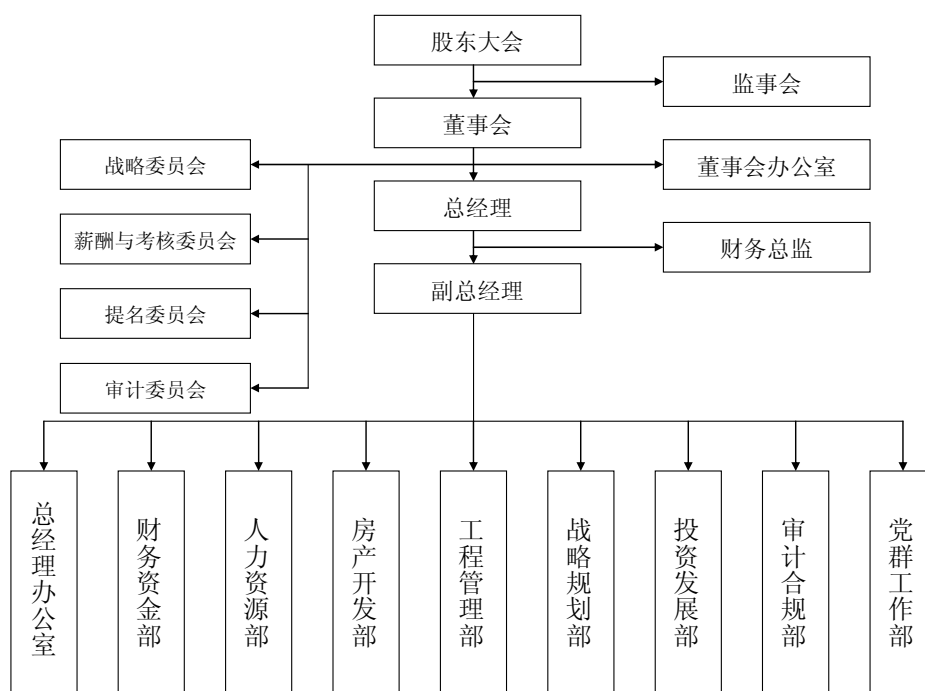 股东大会
监事会
董事会
战略委员会
董事会办公室
总经理
薪酬与考核委员会
财务总监
副总经理
提名委员会
审计委员会
总经理办公室
财务资金部
人力资源部
房产开发部
工程管理部
战略规划部
投资发展部
审计合规部
党群工作部